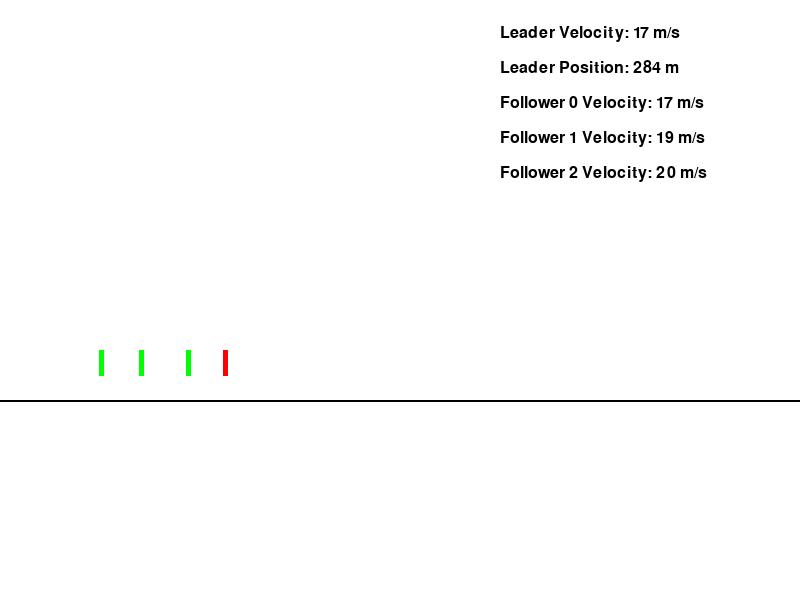 Leader Velocity: 17 m/s
Leader Position: 284 m
Follower 0 Velocity: 17 m/s
Follower 1 Velocity: 19 m/s
Follower 2 Velocity: 20 m/s